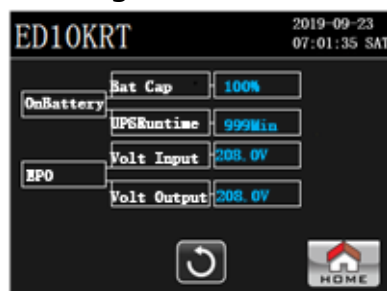 ED10KRT
2019-09-23
07:01:35 SAT
Bat Cap 100%
OnBattery
UPSRuntime 999Min
Volt Input 208.0V
EPO
Volt Output 208.0V
HOME